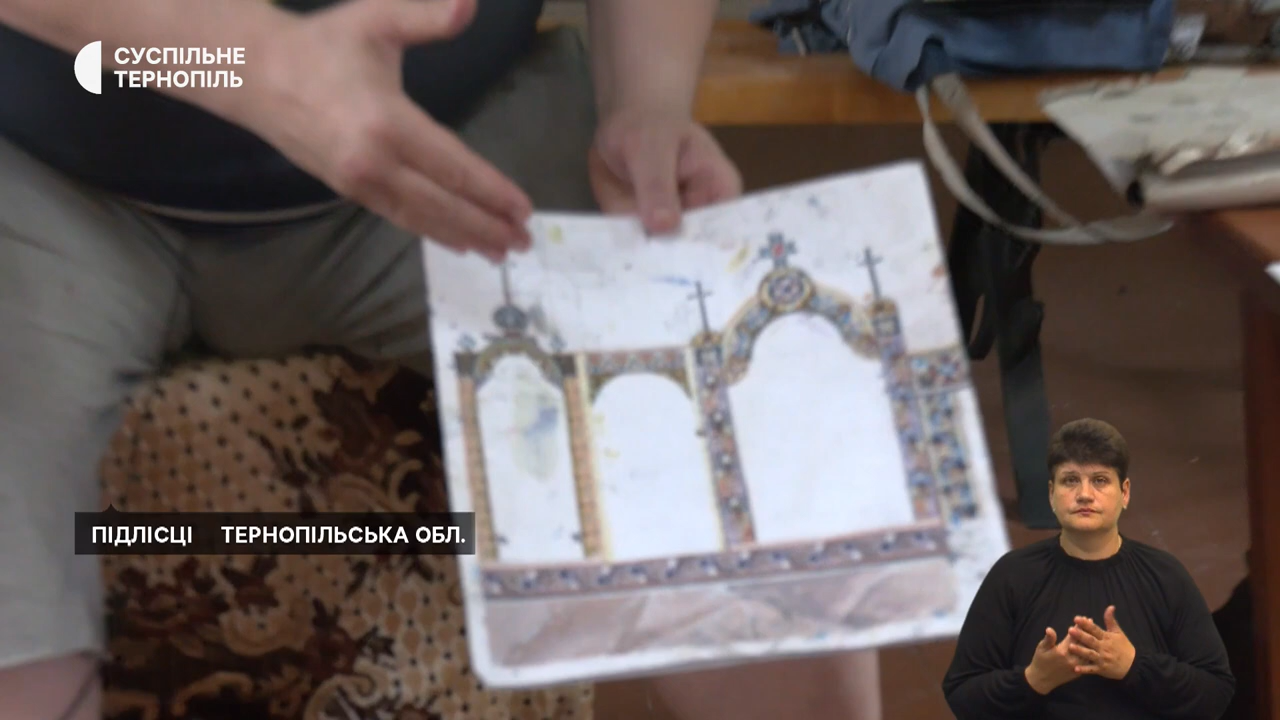 СУСПІЛЬНЕ
ТЕРНОПІЛЬ
ПІДЛІСЦІ ТЕРНОПІЛЬСЬКА ОБЛ.